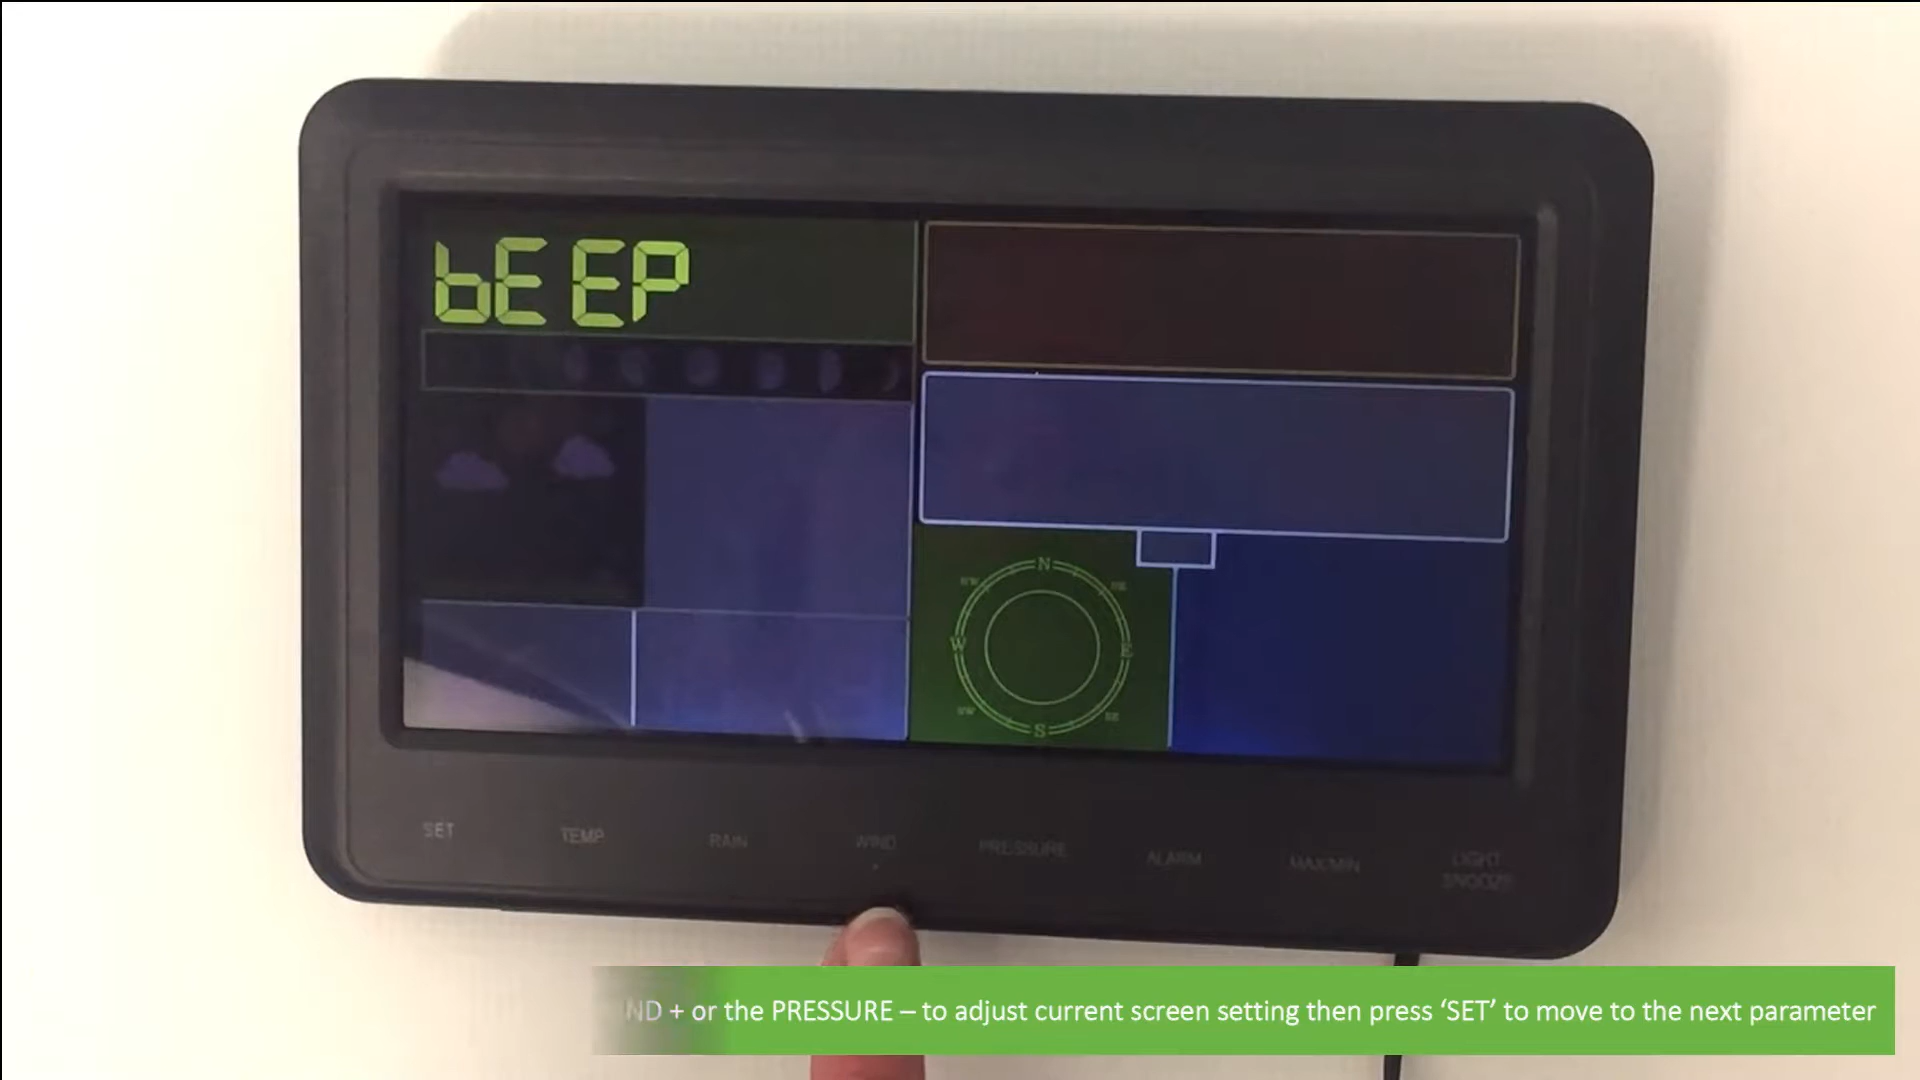 bEEP
N
W
S
SET
TEMP
RAIN
WIND
PRESSURE
ALARM
MAX/MIN
LIGHT
SNOOZE
ND + or the PRESSURE – to adjust current screen setting then press ‘SET’ to move to the next parameter